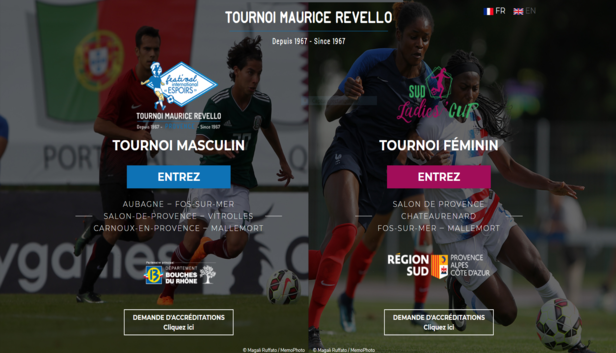 TOURNOI MAURICE REVELLO
FR EN
Depuis 1967 - Since 1967
festival
international
ESPOIRS
TOURNOI MAURICE REVELLO
Depuis 1967 - Since 1967
TOURNOI MASCULIN
ENTREZ
AUBAGNE – FOS-SUR-MER
SALON-DE-PROVENCE – VITROLLES
CARNOUX-EN-PROVENCE – MALLEMORT
DÉPARTEMENT
BOUCHES
DU RHÔNE
DEMANDE D'ACCRÉDITATIONS
Cliquez ici
SUD
Ladies Cup
TOURNOI FÉMININ
ENTREZ
SALON DE PROVENCE
CHATEAURENARD
FOS-SUR-MER – MALLEMORT
RÉGION
SUD
PROVENCE
ALPES
CÔTE D'AZUR
DEMANDE D'ACCRÉDITATIONS
Cliquez ici
PORT
ygames
© Magali Ruffato / MemoPhoto
© Magali Ruffato / MemoPhoto